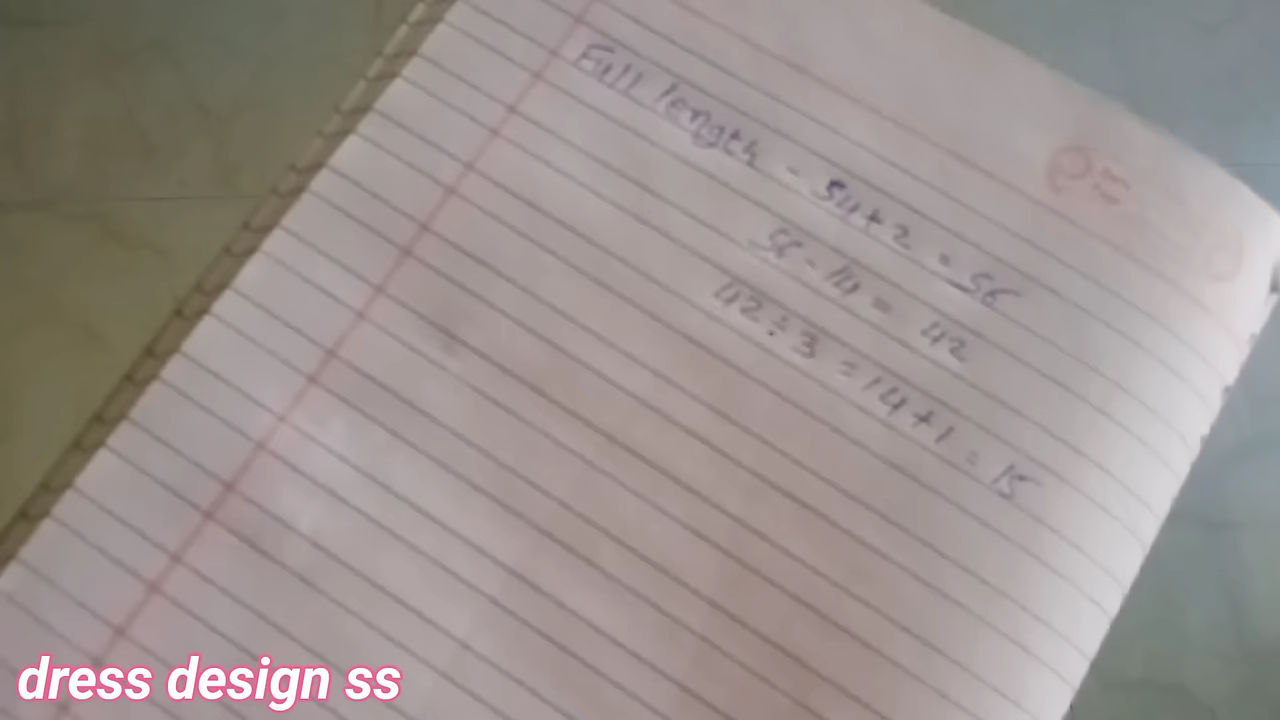 Full length - 54+2 = 56
56 - 14 = 42
42 ÷ 3 = 14+1 = 15
dress design ss